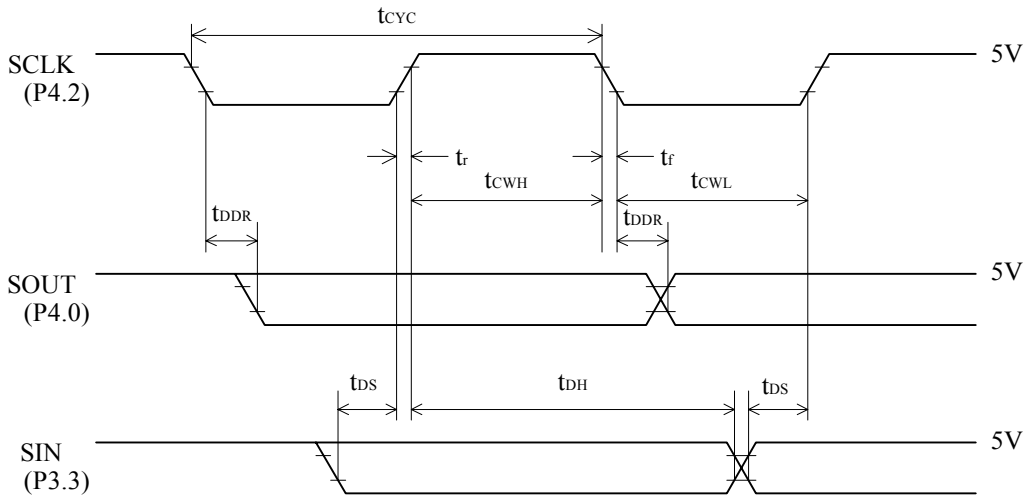 tCYC
SCLK
(P4.2)
5V
tr
tf
tCWH
tCWL
tDDR
tDDR
SOUT
(P4.0)
5V
tDS
tDH
tDS
SIN
(P3.3)
5V